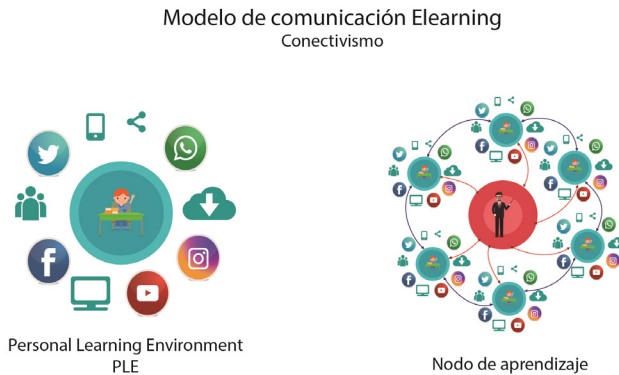 Modelo de comunicación Elearning
Conectivismo
Personal Learning Environment
PLE
Nodo de aprendizaje